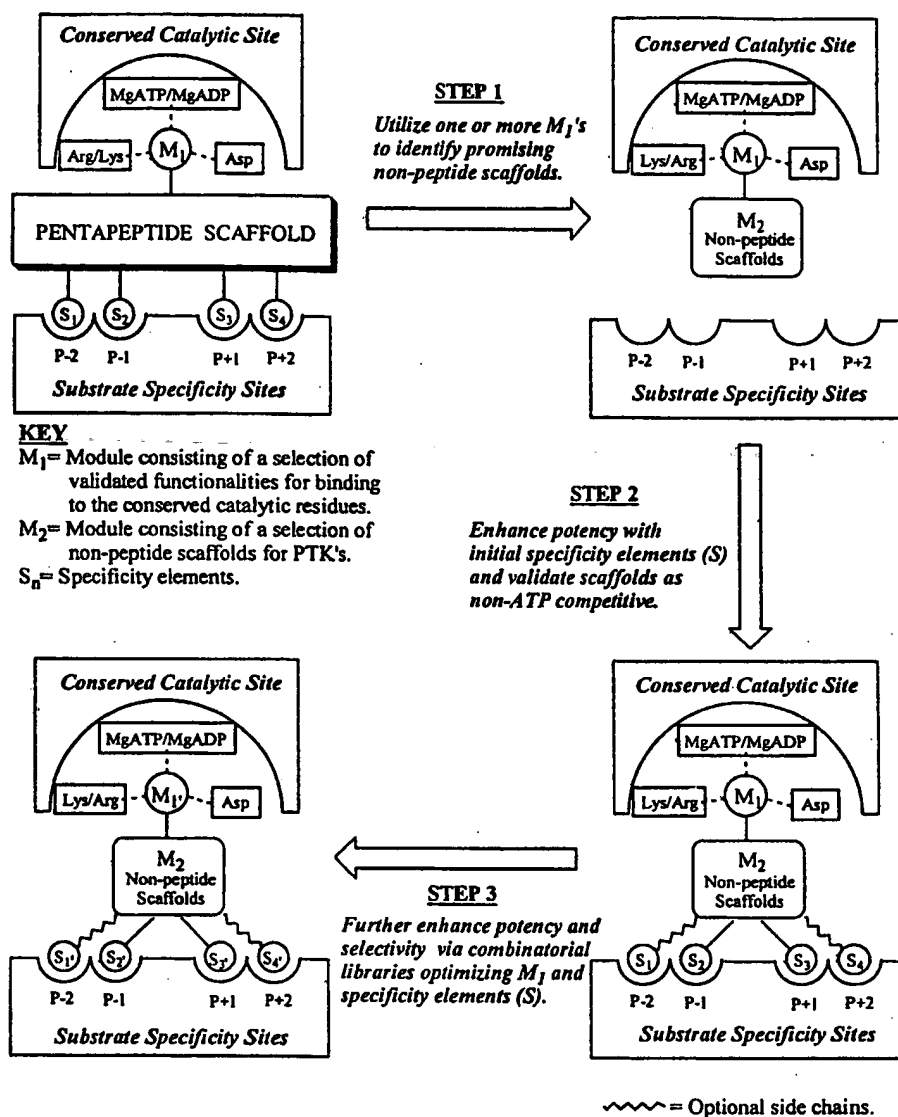 Conserved Catalytic Site
MgATP/MgADP
Arg/Lys
M1
Asp
PENTAPEPTIDE SCAFFOLD
S1
S2
S3
S4
P-2
P-1
P+1
P+2
Substrate Specificity Sites
STEP 1
Utilize one or more M1's
to identify promising
non-peptide scaffolds.
Conserved Catalytic Site
MgATP/MgADP
Lys/Arg
M1
Asp
M2
Non-peptide
Scaffolds
P-2
P-1
P+1
P+2
Substrate Specificity Sites
KEY
M1= Module consisting of a selection of
validated functionalities for binding
to the conserved catalytic residues.
M2= Module consisting of a selection of
non-peptide scaffolds for PTK's.
Sn= Specificity elements.
STEP 2
Enhance potency with
initial specificity elements (S)
and validate scaffolds as
non-ATP competitive.
Conserved Catalytic Site
MgATP/MgADP
Lys/Arg
M1
Asp
M2
Non-peptide
Scaffolds
S1
S2
S3
S4
P-2
P-1
P+1
P+2
Substrate Specificity Sites
STEP 3
Further enhance potency and
selectivity via combinatorial
libraries optimizing M1 and
specificity elements (S).
Conserved Catalytic Site
MgATP/MgADP
Lys/Arg
M1'
Asp
M2
Non-peptide
Scaffolds
S1'
S2'
S3'
S4'
P-2
P-1
P+1
P+2
Substrate Specificity Sites
= Optional side chains.